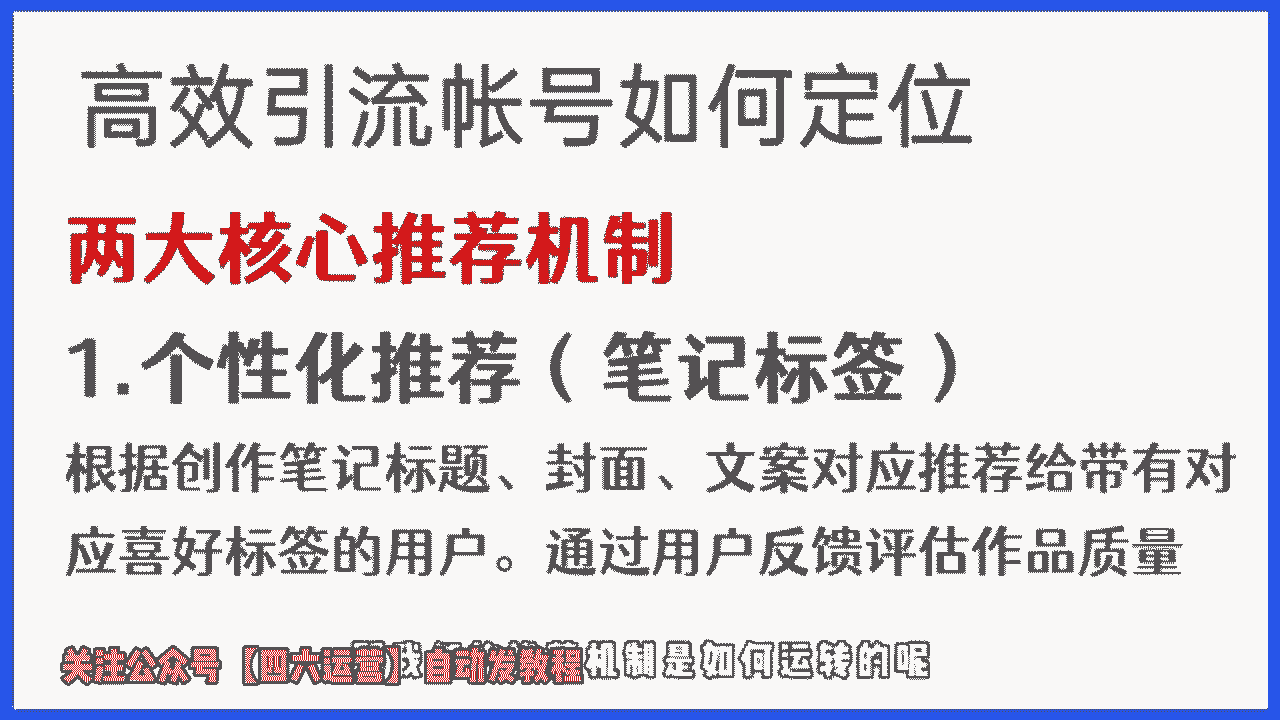 高效引流帐号如何定位
两大核心推荐机制
1.个性化推荐（笔记标签）
根据创作笔记标题、封面、文案对应推荐给带有对
应喜好标签的用户。通过用户反馈评估作品质量
关注公众号【四六运营】自动发教程
机制是如何运转的呢